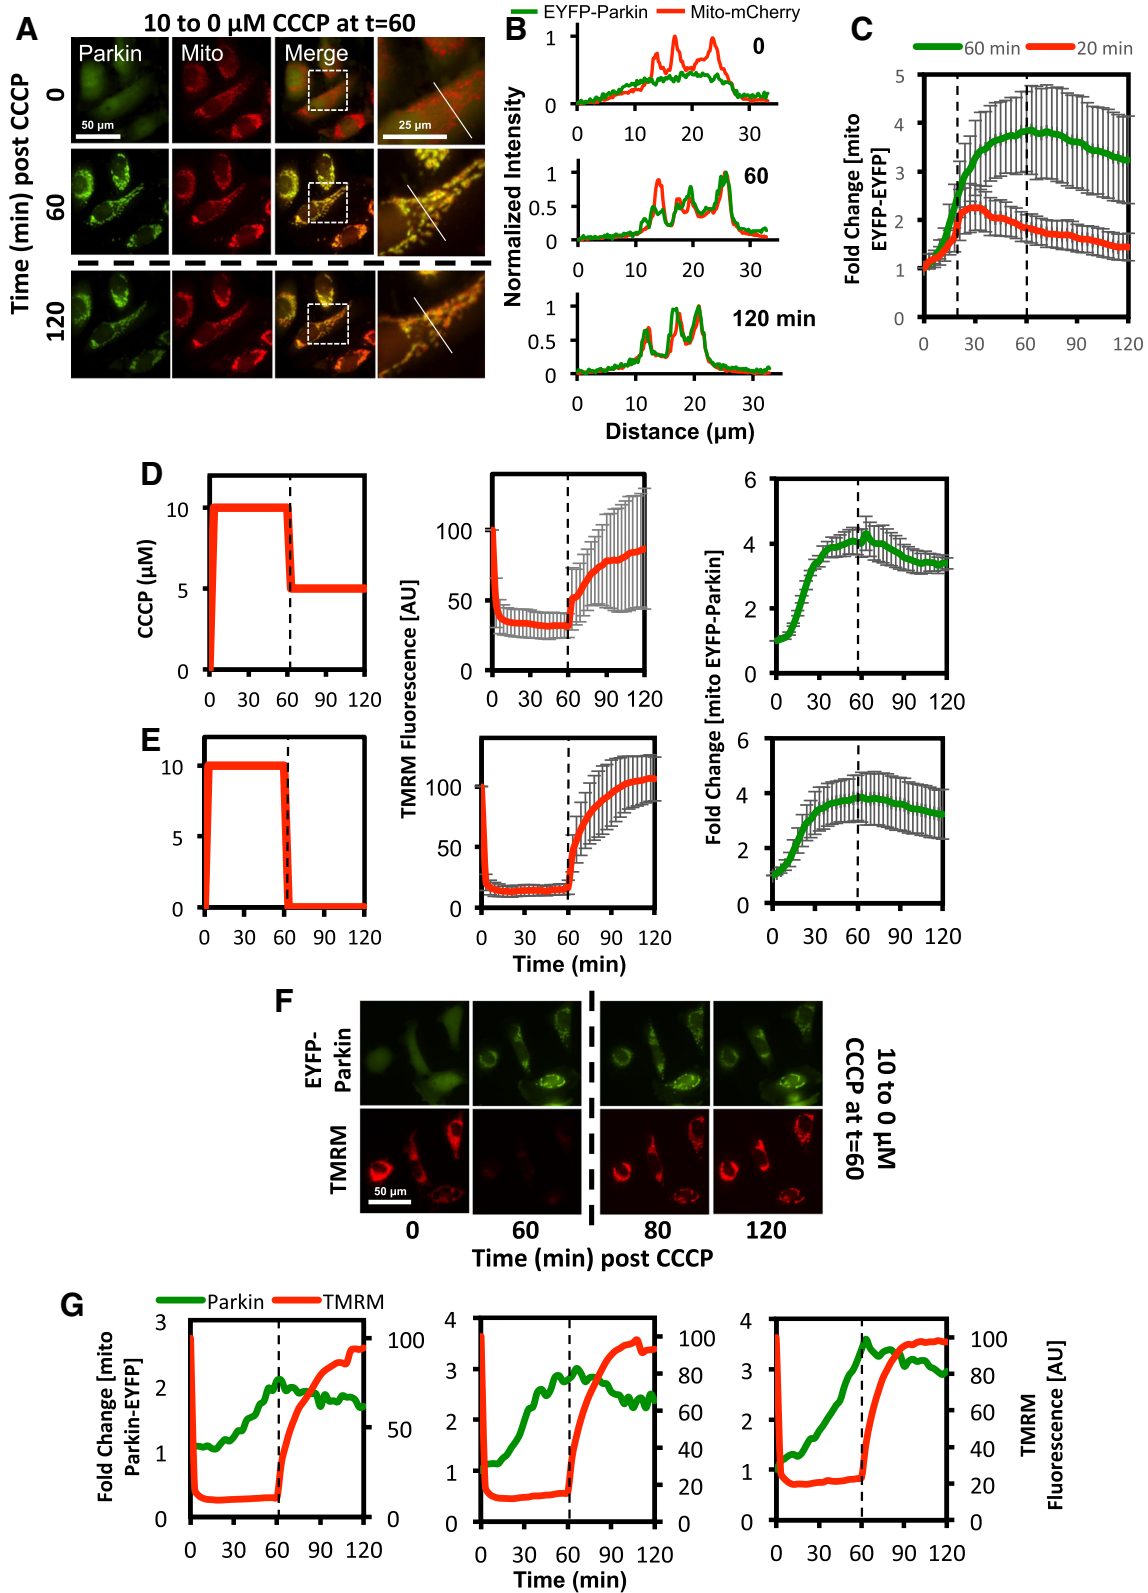 A
10 to 0 µM CCCP at t=60
Parkin Mito Merge
50 µm
25 µm
Time (min) post CCCP
0
60
120
B
EYFP-Parkin Mito-mCherry
Normalized Intensity
0
1
0
0 10 20 30
60
1
0.5
0
0 10 20 30
120 min
1
0.5
0
0 10 20 30
Distance (µm)
C
60 min 20 min
Fold Change [mito
EYFP-EYFP]
5
4
3
2
1
0
0 20 60 90 120
D
CCCP (µM)
10
5
0
0 30 60 90 120
TMRM Fluorescence [AU]
100
50
0
0 30 60 90 120
Fold Change [mito EYFP-Parkin]
6
4
2
0
0 30 60 90 120
E
10
5
0
0 30 60 90 120
100
50
0
0 30 60 90 120
Time (min)
6
4
2
0
0 30 60 90 120
F
EYFP-
Parkin
TMRM
50 µm
0 60 80 120
Time (min) post CCCP
10 to 0 µM
CCCP at t=60
G
Parkin TMRM
Fold Change [mito
Parkin-EYFP]
3
2
1
0
100
50
0
0 30 60 90 120
4
3
2
1
0
100
80
60
40
20
0
0 30 60 90 120
Time (min)
4
3
2
1
0
100
80
60
40
20
0
0 30 60 90 120
TMRM
Fluorescence [AU]